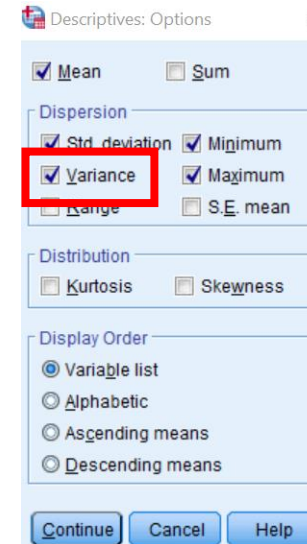 Descriptives: Options
Mean Sum
Dispersion
Std. deviation Minimum
Variance Maximum
Range S.E. mean
Distribution
Kurtosis Skewness
Display Order
Variable list
Alphabetic
Ascending means
Descending means
Continue Cancel Help